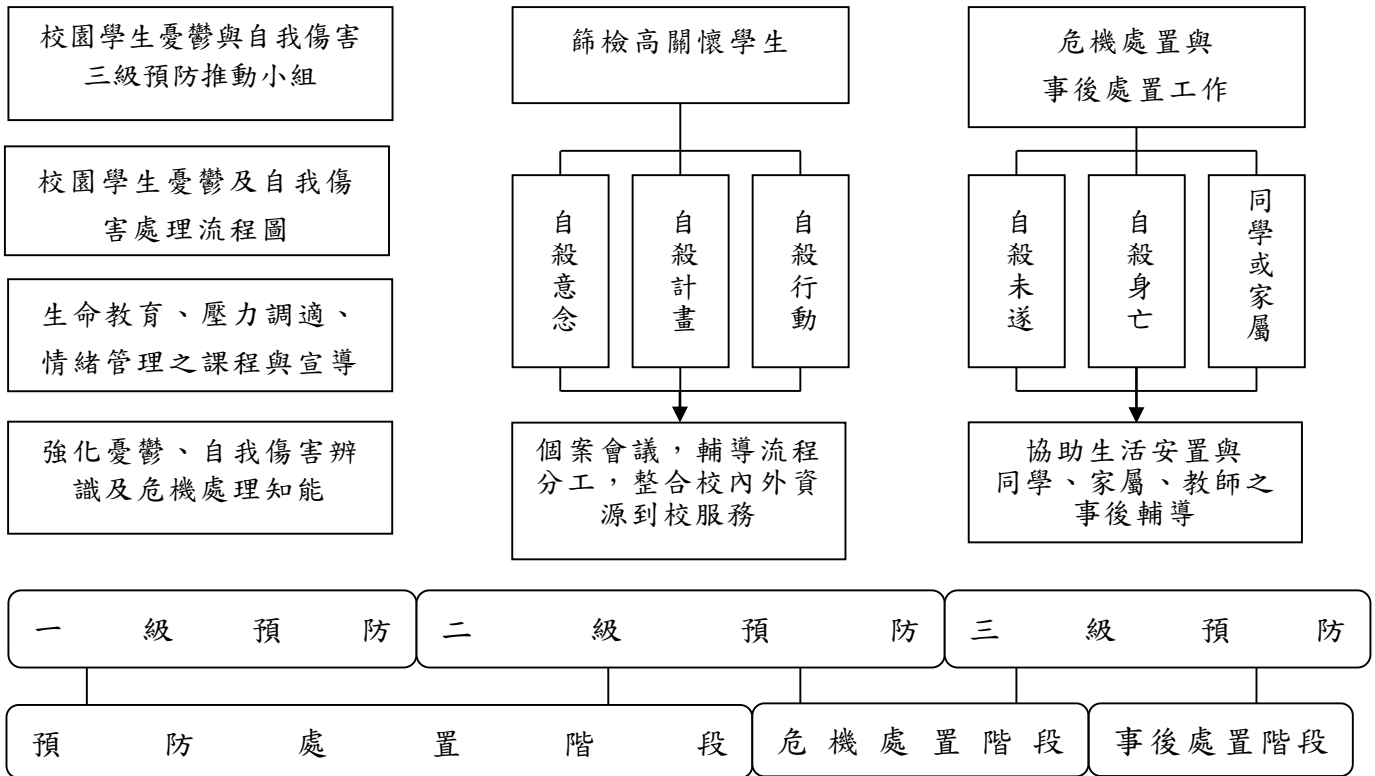 校園學生憂鬱與自我傷害
三級預防推動小組
校園學生憂鬱及自我傷
害處理流程圖
生命教育、壓力調適、
情緒管理之課程與宣導
強化憂鬱、自我傷害辨
識及危機處理知能
篩檢高關懷學生
自殺意念
自殺計畫
自殺行動
個案會議，輔導流程
分工，整合校內外資
源到校服務
危機處置與
事後處置工作
自殺未遂
自殺身亡
同學或家屬
協助生活安置與
同學、家屬、教師之
事後輔導
一級預防
二級預防
三級預防
預防處置階段
危機處置階段
事後處置階段